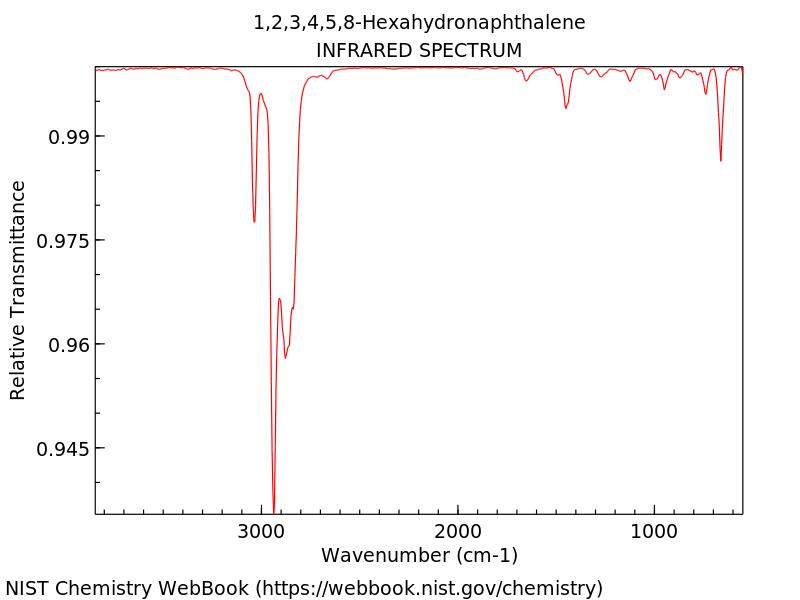 1,2,3,4,5,8-Hexahydronaphthalene
INFRARED SPECTRUM
0.99
0.975
0.96
0.945
Relative Transmittance
3000 2000 1000
Wavenumber (cm-1)
NIST Chemistry WebBook (https://webbook.nist.gov/chemistry)